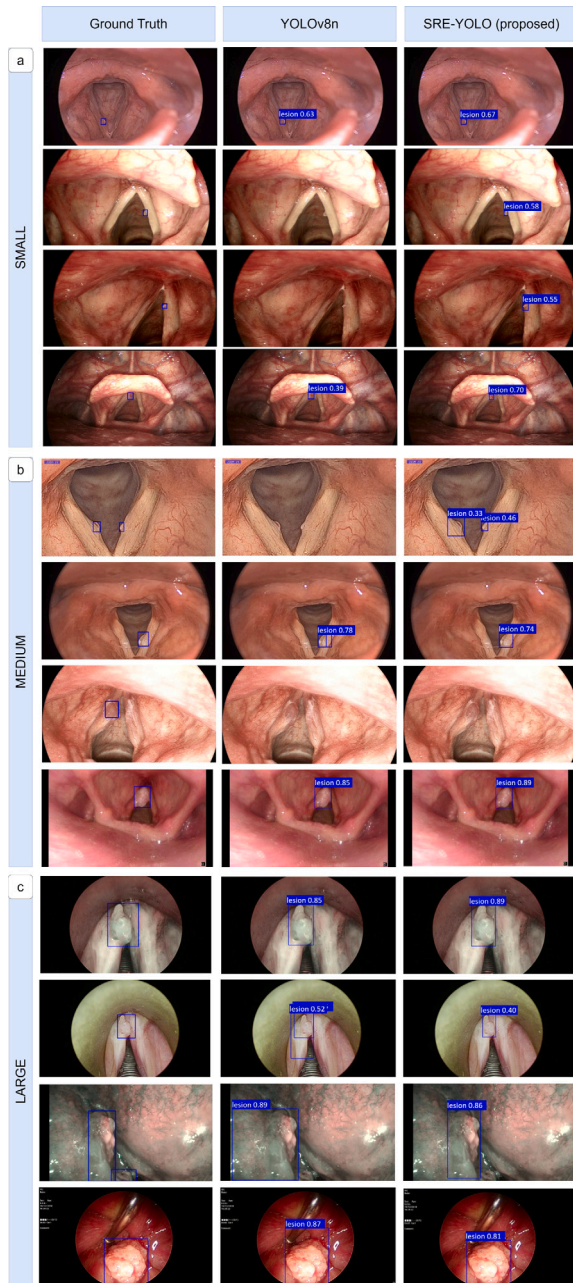 Ground Truth YOLOv8n SRE-YOLO (proposed)
a
SMALL
lesion 0.63 lesion 0.67
lesion 0.58
lesion 0.55
lesion 0.39 lesion 0.70
b
MEDIUM
lesion 0.33
lesion 0.46
lesion 0.78 lesion 0.74
lesion 0.85 lesion 0.89
c
LARGE
lesion 0.85 lesion 0.89
lesion 0.52 lesion 0.40
lesion 0.89 lesion 0.86
lesion 0.87 lesion 0.81